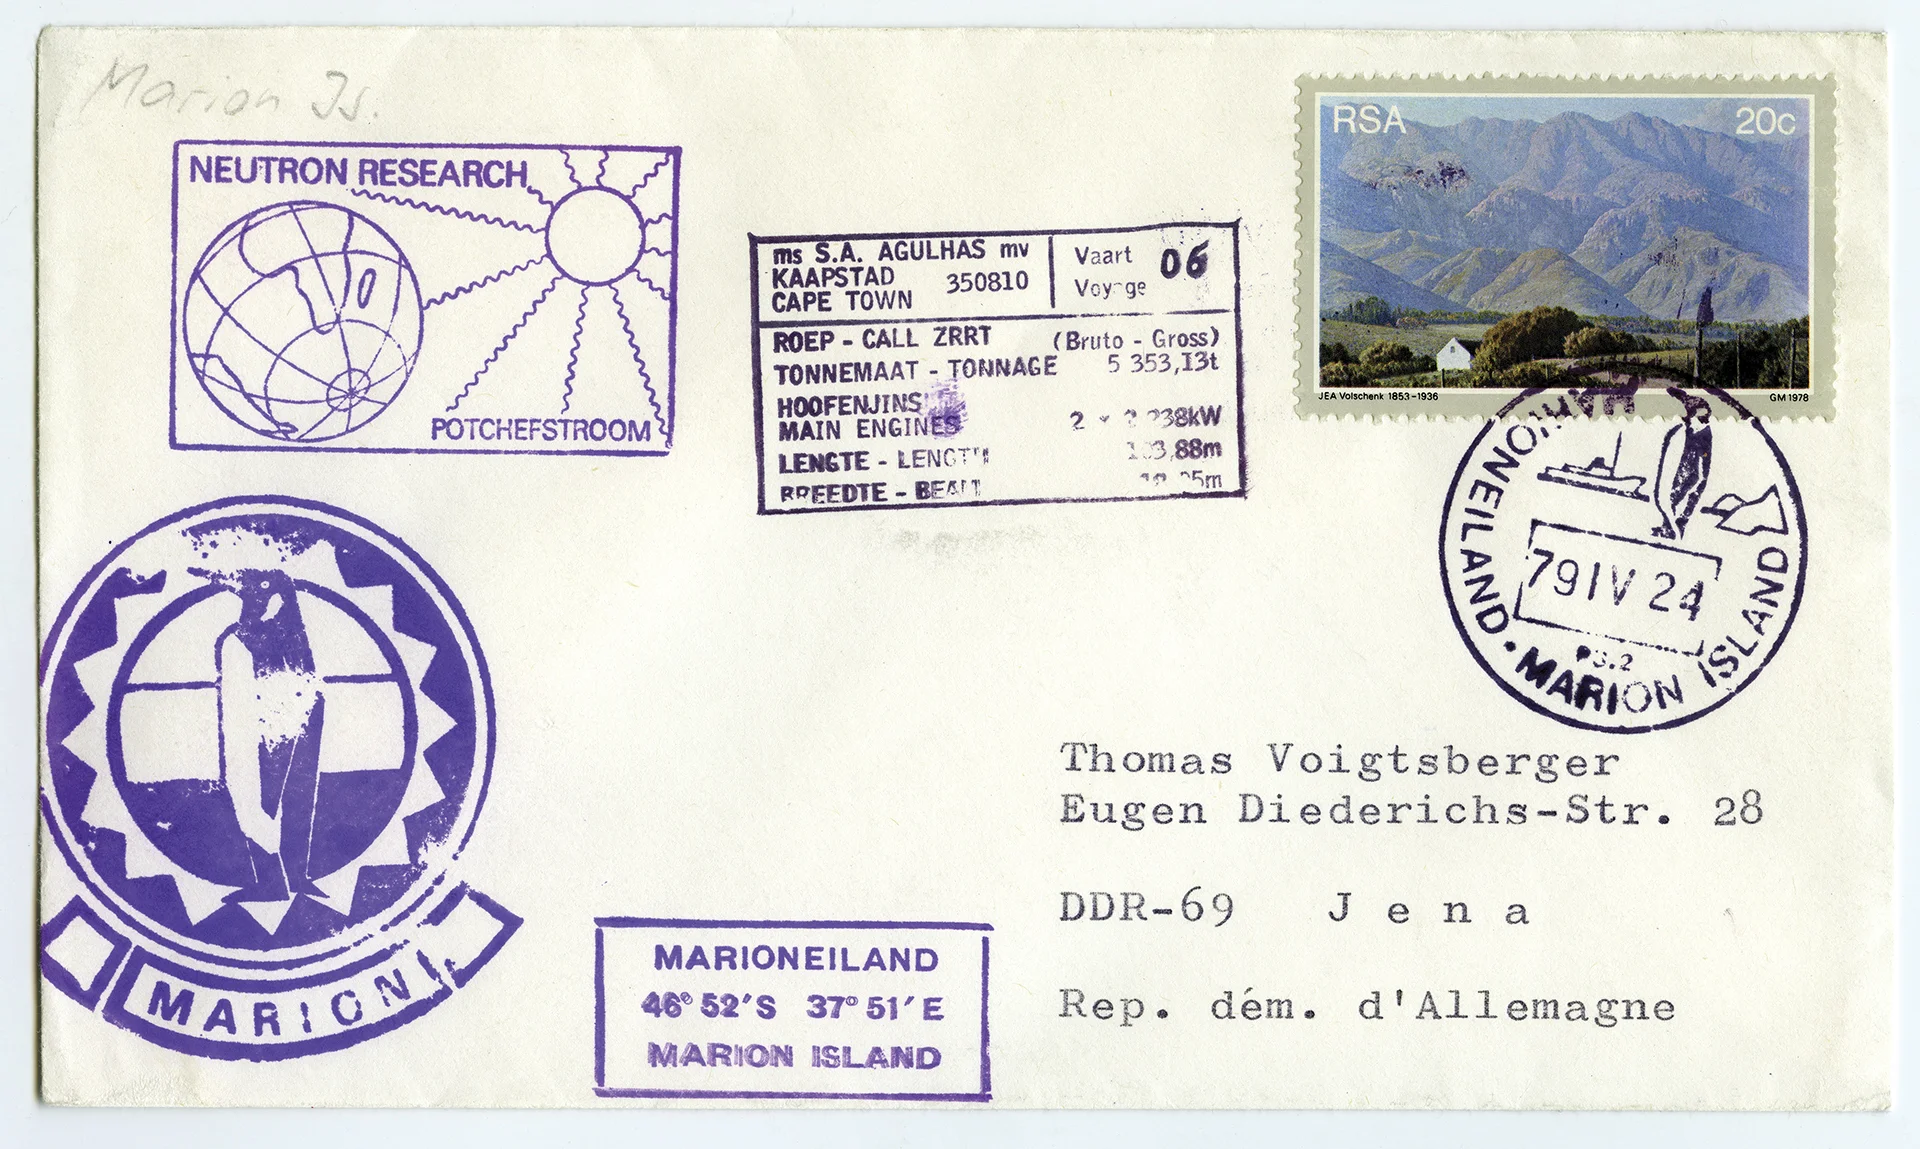 Marion Is.
NEUTRON RESEARCH
POTCHEFSTROOM
ms S.A. AGULHAS mv
KAAPSTAD
CAPE TOWN
350810
Vaart
Voyage
06
ROEP - CALL ZRRT (Bruto - Gross)
TONNEMAAT - TONNAGE 5 353,13t
HOOFENJINS
MAIN ENGINES
LENGTE - LENGTH
BREEDTE - BEAM
RSA 20c
JEA Volschenk 1853-1936 GM 1978
MARIONEILAND · MARION ISLAND
79 IV 24
MARION
MARIONEILAND
46° 52'S 37° 51'E
MARION ISLAND
Thomas Voigtsberger
Eugen Diederichs-Str. 28
DDR-69 Jena
Rep. dém. d'Allemagne